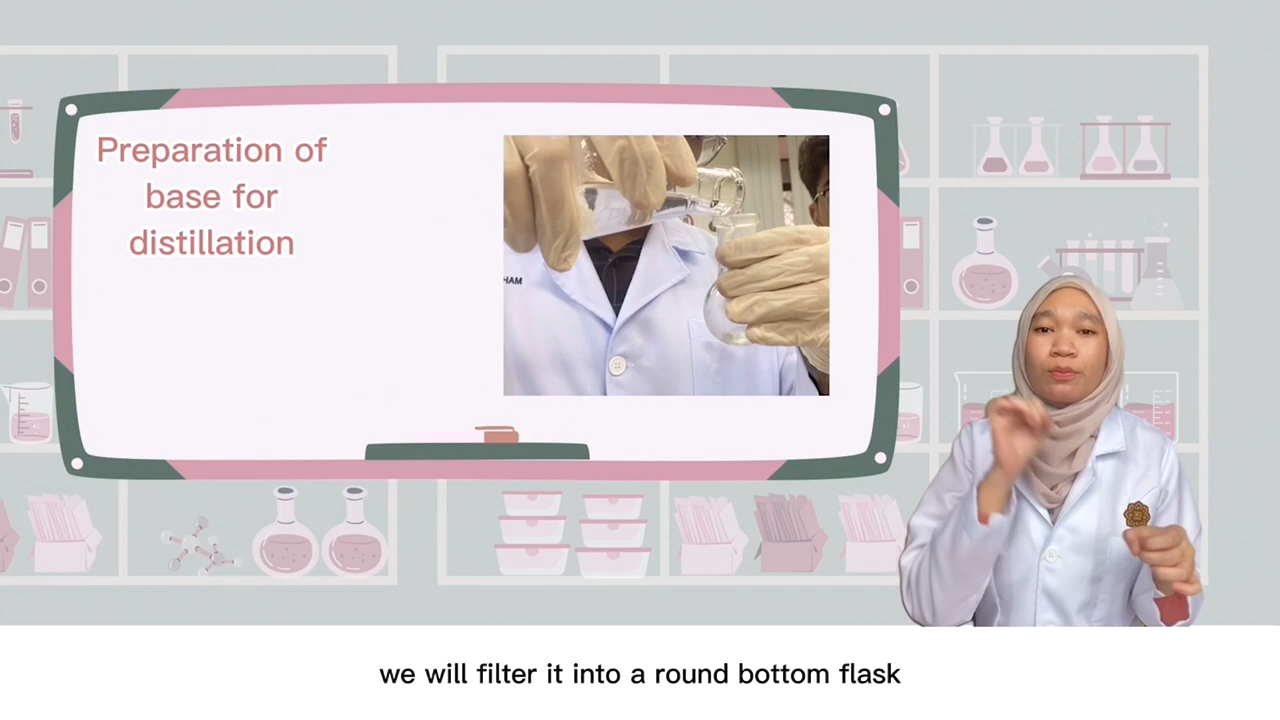 Preparation of
base for
distillation
HAM
we will filter it into a round bottom flask